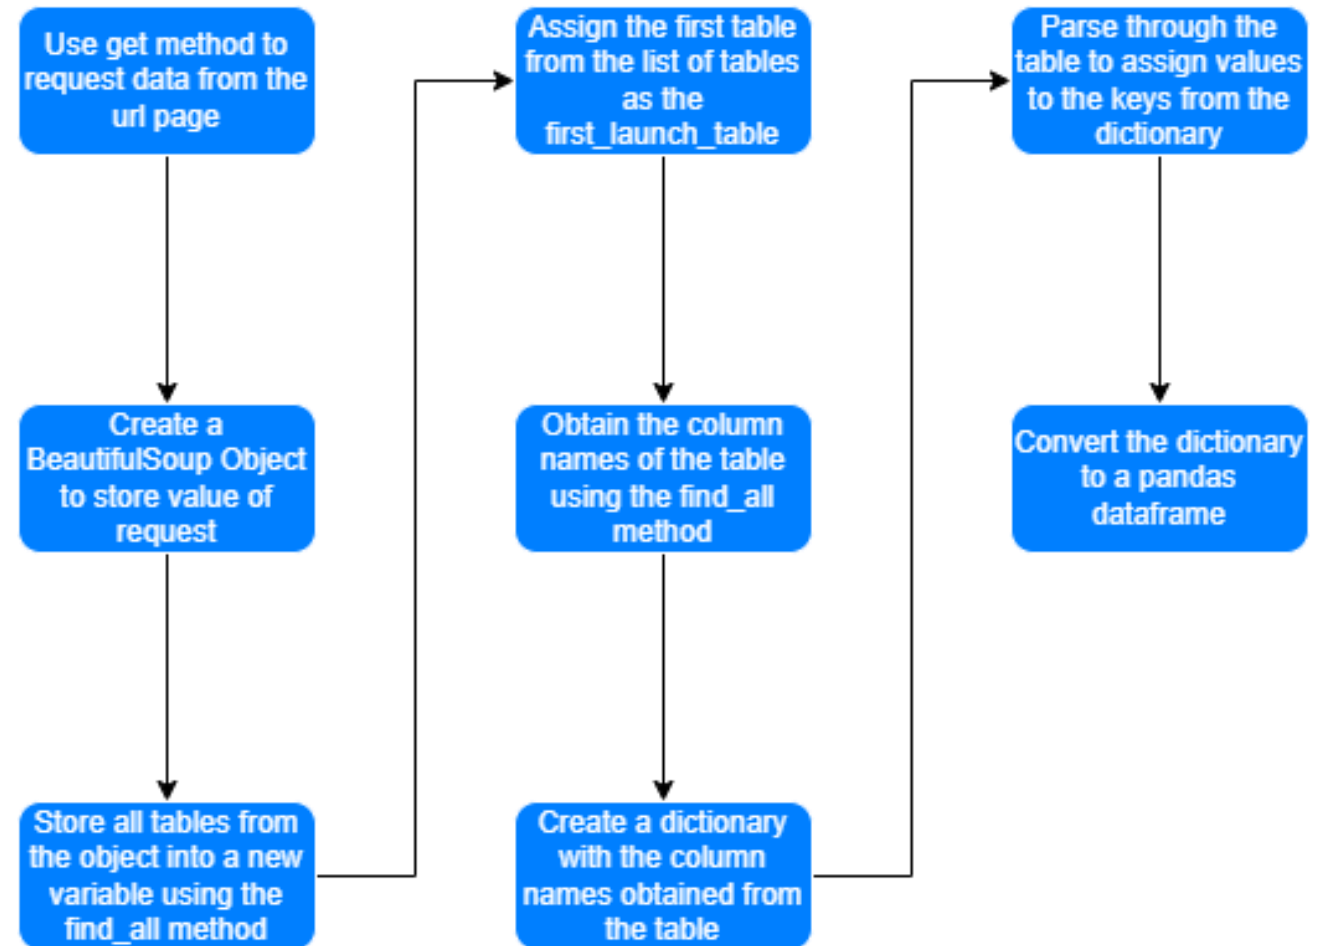 Use get method to
request data from the
url page
Create a
BeautifulSoup Object
to store value of
request
Store all tables from
the object into a new
variable using the
find_all method
Assign the first table
from the list of tables
as the
first_launch_table
Obtain the column
names of the table
using the find_all
method
Create a dictionary
with the column
names obtained from
the table
Parse through the
table to assign values
to the keys from the
dictionary
Convert the dictionary
to a pandas
dataframe